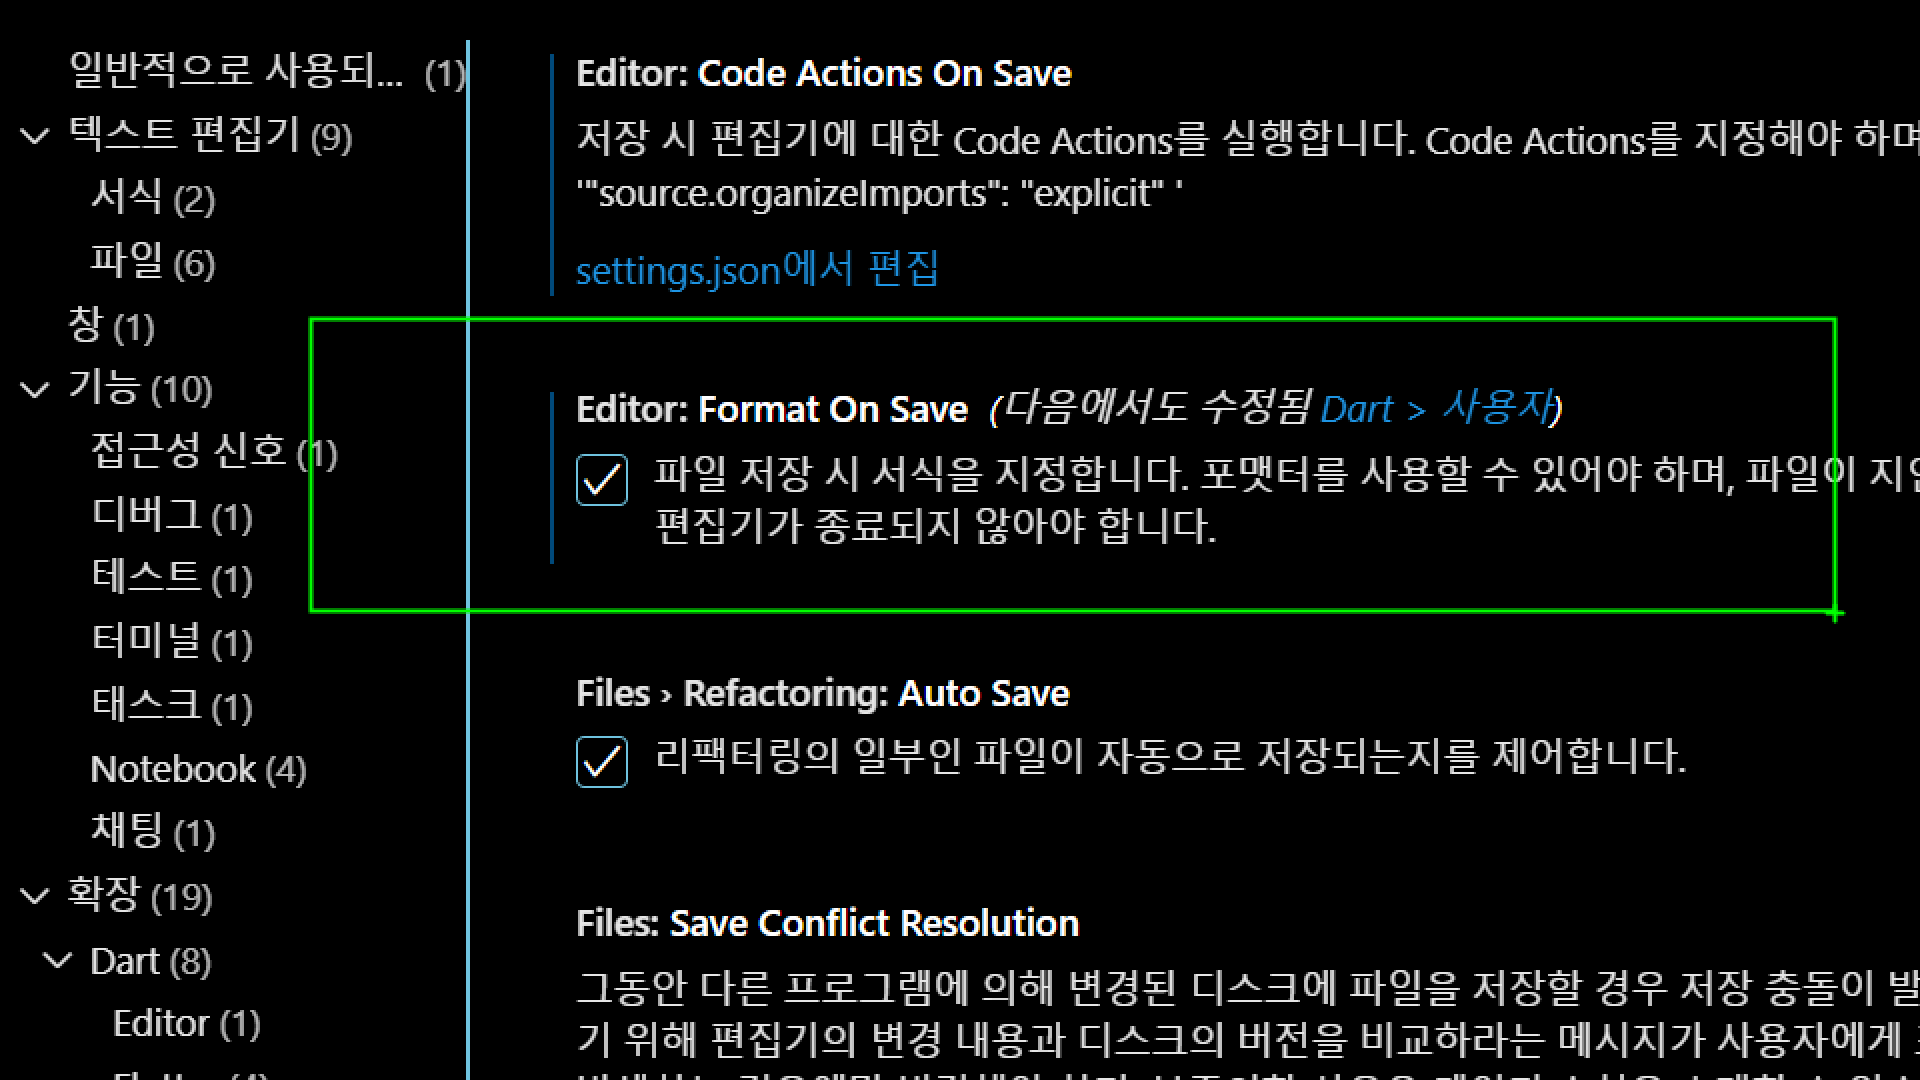 일반적으로 사용되... (1)
텍스트 편집기 (9)
서식 (2)
파일 (6)
창 (1)
기능 (10)
접근성 신호 (1)
디버그 (1)
테스트 (1)
터미널 (1)
태스크 (1)
Notebook (4)
채팅 (1)
확장 (19)
Dart (8)
Editor (1)
Editor: Code Actions On Save
저장 시 편집기에 대한 Code Actions를 실행합니다. Code Actions를 지정해야 하며
'"source.organizeImports": "explicit" '
settings.json에서 편집
Editor: Format On Save (다음에서도 수정됨 Dart > 사용자)
파일 저장 시 서식을 지정합니다. 포맷터를 사용할 수 있어야 하며, 파일이
편집기가 종료되지 않아야 합니다.
Files › Refactoring: Auto Save
리팩터링의 일부인 파일이 자동으로 저장되는지를 제어합니다.
Files: Save Conflict Resolution
그동안 다른 프로그램에 의해 변경된 디스크에 파일을 저장할 경우 저장 충돌이
기 위해 편집기의 변경 내용과 디스크의 버전을 비교하라는 메시지가 사용자에게